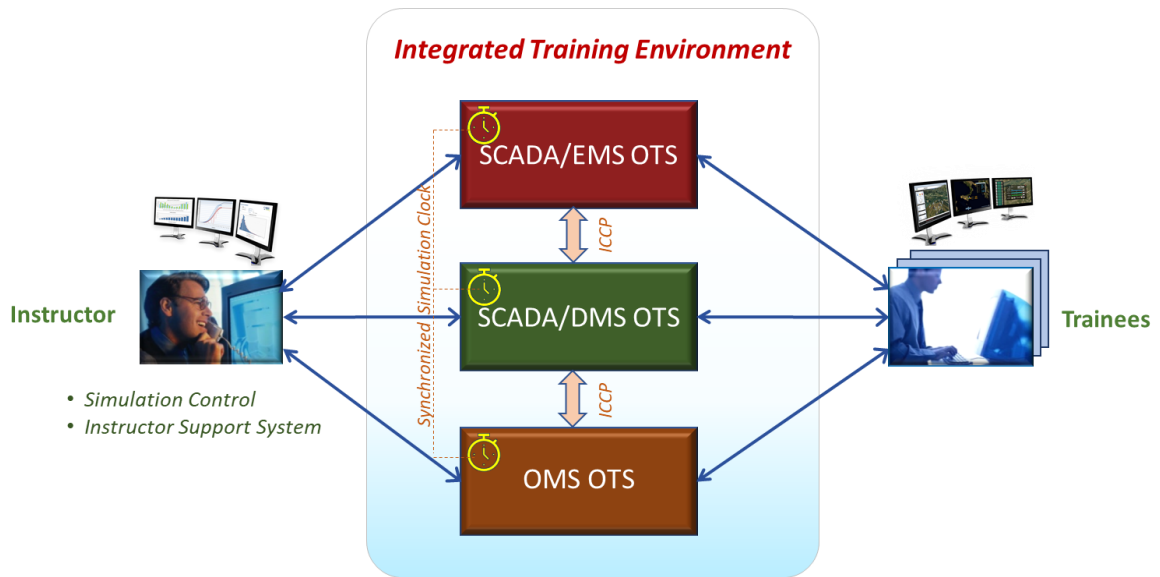 Integrated Training Environment
SCADA/EMS OTS
Synchronized Simulation Clock
ICCP
Instructor
SCADA/DMS OTS
Trainees
• Simulation Control
• Instructor Support System
ICCP
OMS OTS